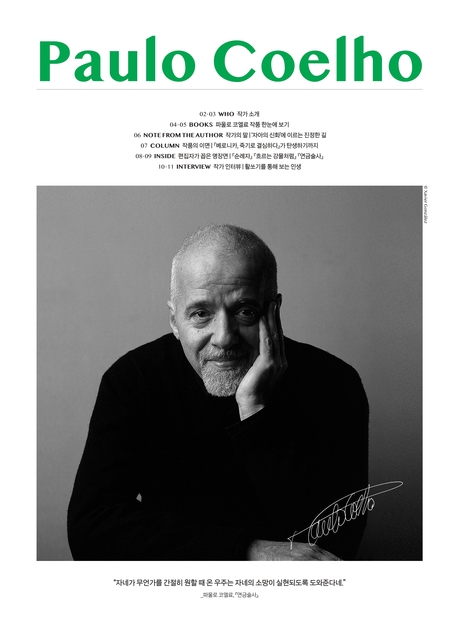 Paulo Coelho
02-03 WHO 작가 소개
04-05 BOOKS 파울로 코엘료 작품 한눈에 보기
06 NOTE FROM THE AUTHOR 작가의 말 | '자아의 신화'에 이르는 진정한 길
07 COLUMN 작품의 이면 | 『베로니카, 죽기로 결심하다』가 탄생하기까지
08-09 INSIDE 편집자가 꼽은 명장면 | 『순례자』 『흐르는 강물처럼』 『연금술사』
10-11 INTERVIEW 작가 인터뷰 | 활쏘기를 통해 보는 인생
© Xavier González
Paulo Coelho
"자네가 무언가를 간절히 원할 때 온 우주는 자네의 소망이 실현되도록 도와준다네."
_파울로 코엘료, 『연금술사』